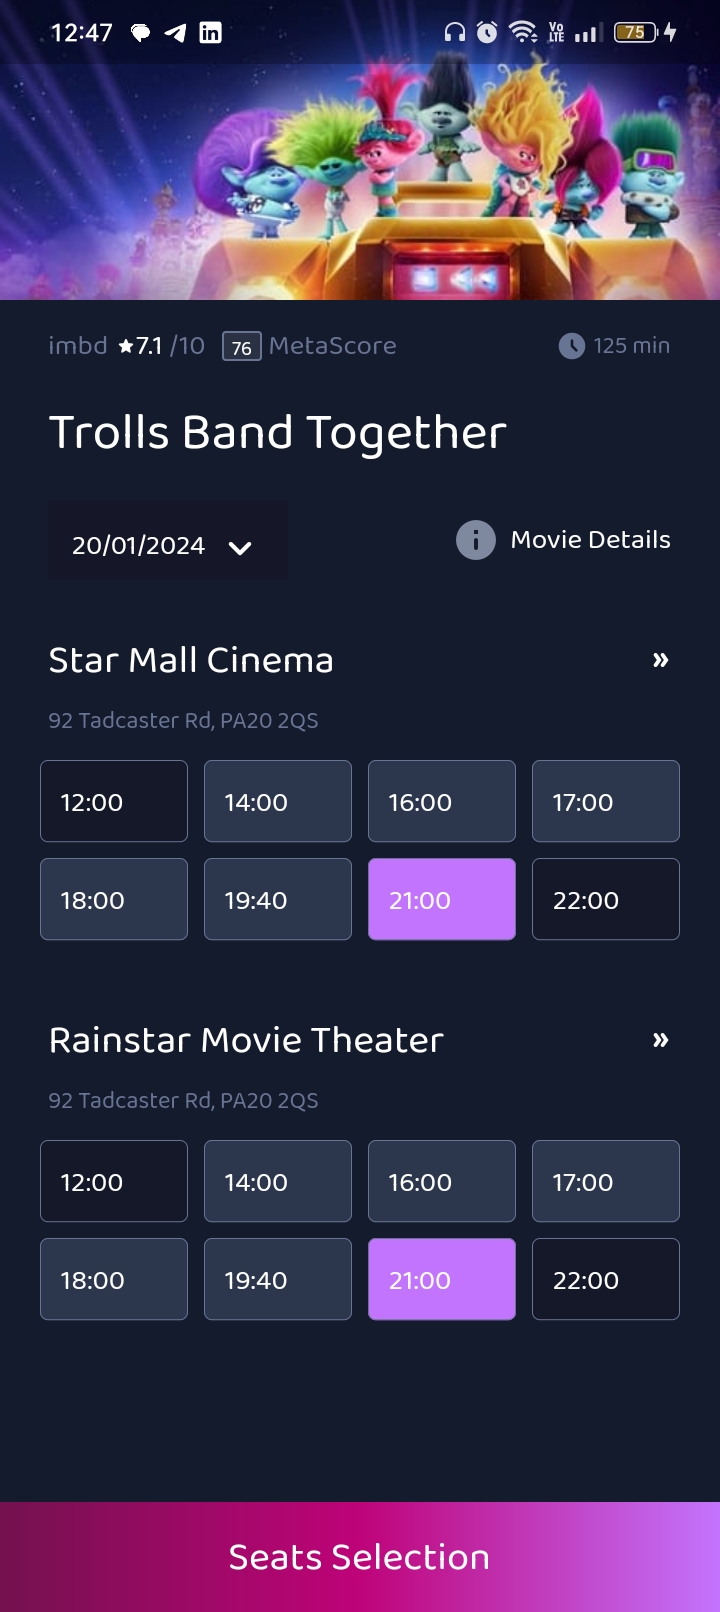 12:47 Vo LTE 75
imbd 7.1 /10 76 MetaScore 125 min
Trolls Band Together
20/01/2024 Movie Details
Star Mall Cinema »
92 Tadcaster Rd, PA20 2QS
12:00 14:00 16:00 17:00
18:00 19:40 21:00 22:00
Rainstar Movie Theater »
92 Tadcaster Rd, PA20 2QS
12:00 14:00 16:00 17:00
18:00 19:40 21:00 22:00
Seats Selection